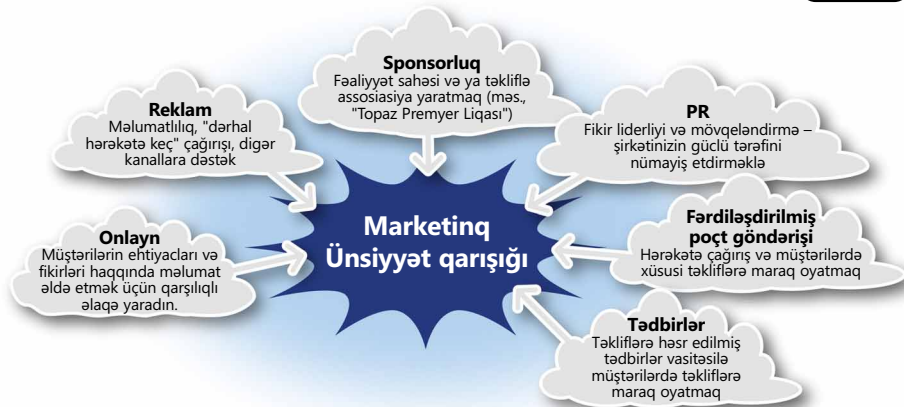 Sponsorluq
Fəaliyyət sahəsi və ya təkliflə
assosiasiya yaratmaq (məs.,
"Topaz Premyer Liqası")
Reklam
Məlumatlılıq, "dərhal
hərəkətə keç" çağırışı, digər
kanallara dəstək
PR
Fikir liderliyi və mövqeləndirmə –
şirkətinizin güclü tərəfini
nümayiş etdirməklə
Marketinq
Ünsiyyət qarışığı
Onlayn
Müştərilərin ehtiyacları və
fikirləri haqqında məlumat
əldə etmək üçün qarşılıqlı
əlaqə yaradın.
Fərdiləşdirilmiş
poçt göndərişi
Hərəkətə çağırış və müştərilərdə
xüsusi təkliflərə maraq oyatmaq
Tədbirlər
Təkliflərə həsr edilmiş
tədbirlər vasitəsilə
müştərilərdə təkliflərə
maraq oyatmaq